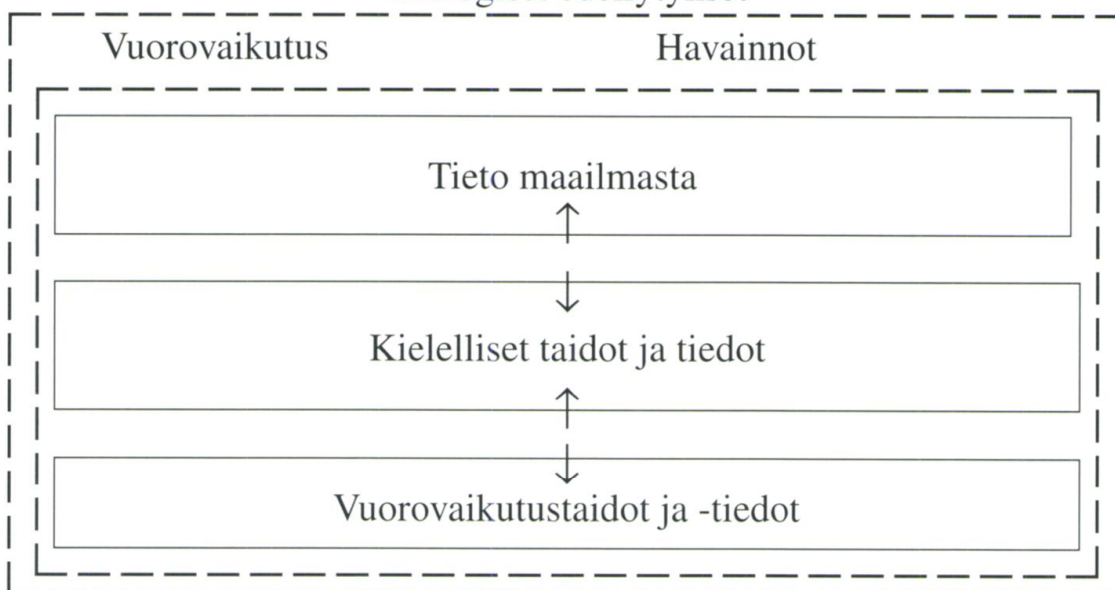 Vuorovaikutus Havainnot
Tieto maailmasta
Kielelliset taidot ja tiedot
Vuorovaikutustaidot ja -tiedot